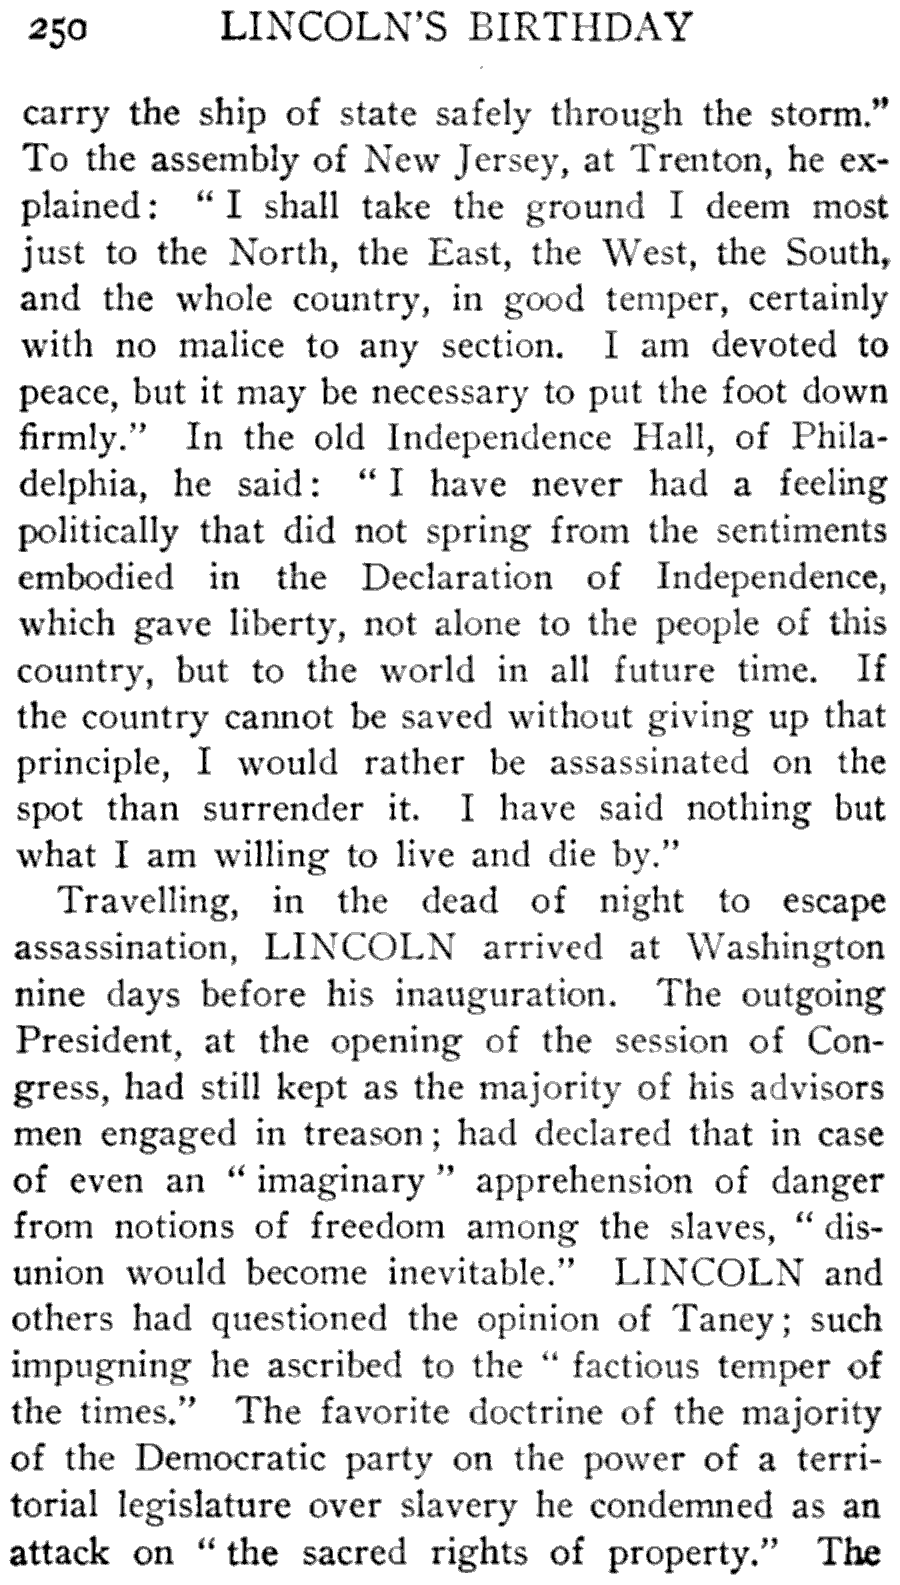 250 LINCOLN'S BIRTHDAY
carry the ship of state safely through the storm."
To the assembly of New Jersey, at Trenton, he ex-
plained: "I shall take the ground I deem most
just to the North, the East, the West, the South,
and the whole country, in good temper, certainly
with no malice to any section. I am devoted to
peace, but it may be necessary to put the foot down
firmly." In the old Independence Hall, of Phila-
delphia, he said: "I have never had a feeling
politically that did not spring from the sentiments
embodied in the Declaration of Independence,
which gave liberty, not alone to the people of this
country, but to the world in all future time. If
the country cannot be saved without giving up that
principle, I would rather be assassinated on the
spot than surrender it. I have said nothing but
what I am willing to live and die by."
Travelling, in the dead of night to escape
assassination, LINCOLN arrived at Washington
nine days before his inauguration. The outgoing
President, at the opening of the session of Con-
gress, had still kept as the majority of his advisors
men engaged in treason; had declared that in case
of even an "imaginary" apprehension of danger
from notions of freedom among the slaves, "dis-
union would become inevitable." LINCOLN and
others had questioned the opinion of Taney; such
impugning he ascribed to the "factious temper of
the times." The favorite doctrine of the majority
of the Democratic party on the power of a terri-
torial legislature over slavery he condemned as an
attack on "the sacred rights of property." The